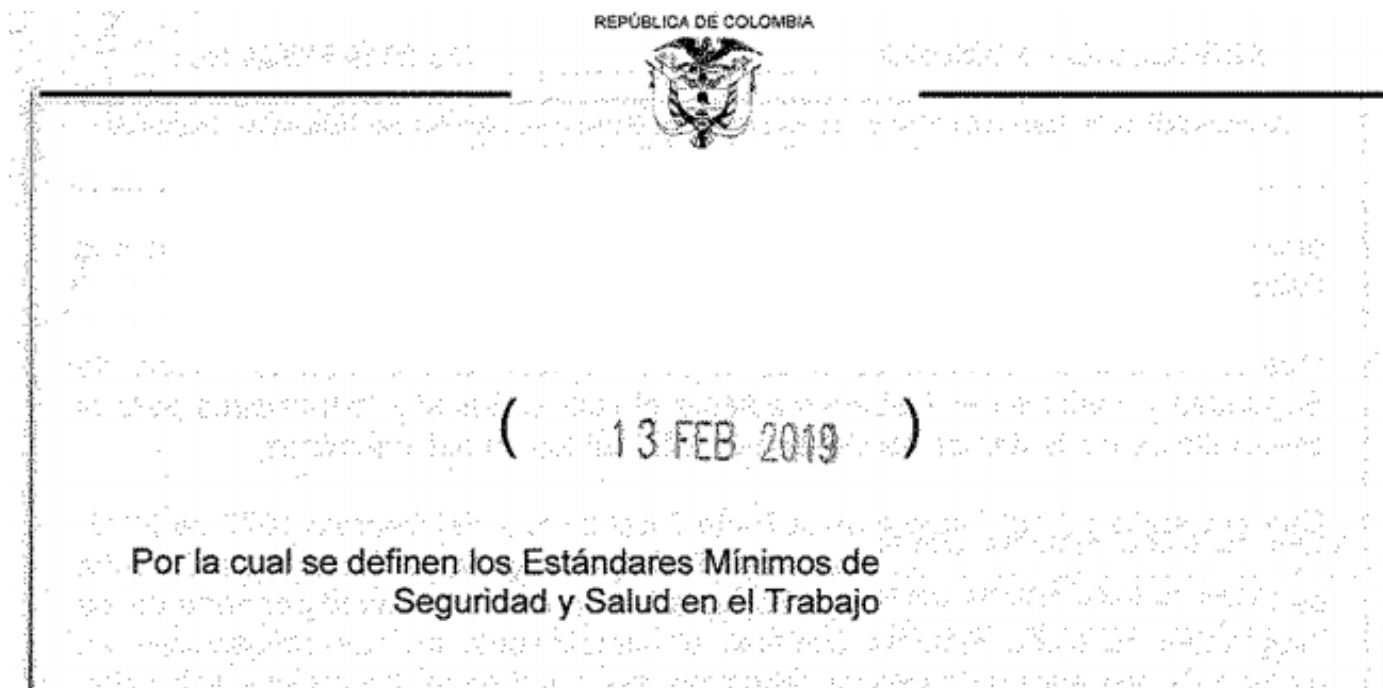 REPÚBLICA DE COLOMBIA
( 13 FEB 2019 )
Por la cual se definen los Estándares Mínimos de
Seguridad y Salud en el Trabajo